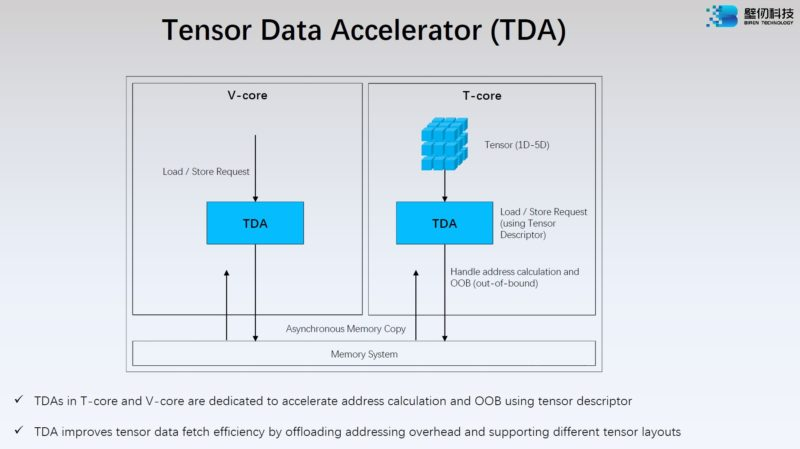 Tensor Data Accelerator (TDA)
壁仞科技
BIREN TECHNOLOGY
V-core
T-core
Tensor (1D-5D)
Load / Store Request
TDA
TDA
Load / Store Request
(using Tensor
Descriptor)
Handle address calculation and
OOB (out-of-bound)
Asynchronous Memory Copy
Memory System
✓ TDAs in T-core and V-core are dedicated to accelerate address calculation and OOB using tensor descriptor
✓ TDA improves tensor data fetch efficiency by offloading addressing overhead and supporting different tensor layouts